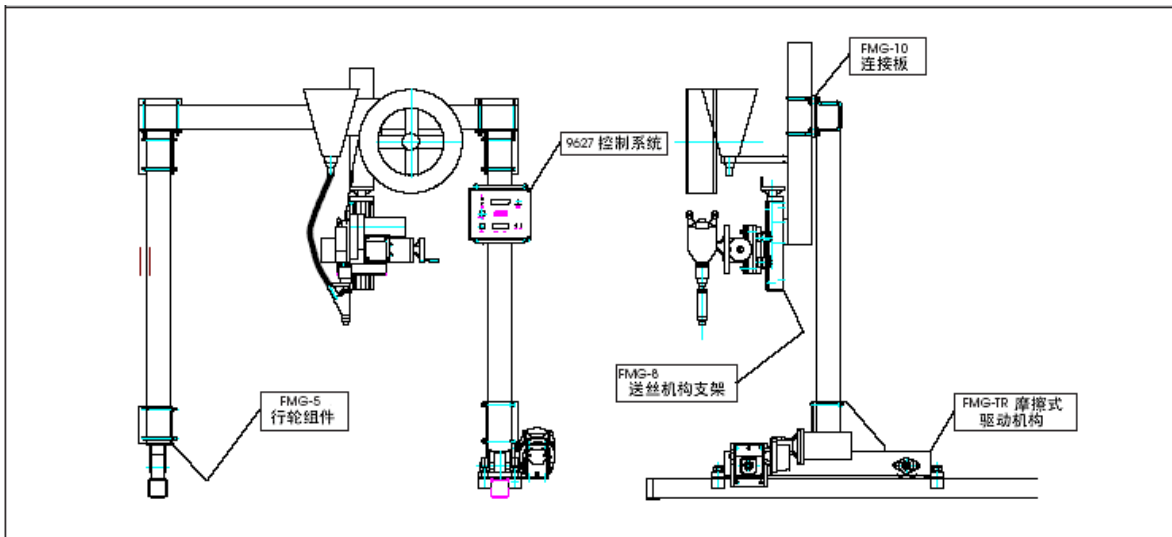 FMG-10
连接板
9627 控制系统
FMG-8
送丝机构支架
FMG-5
行轮组件
FMG-TR 摩擦式
驱动机构